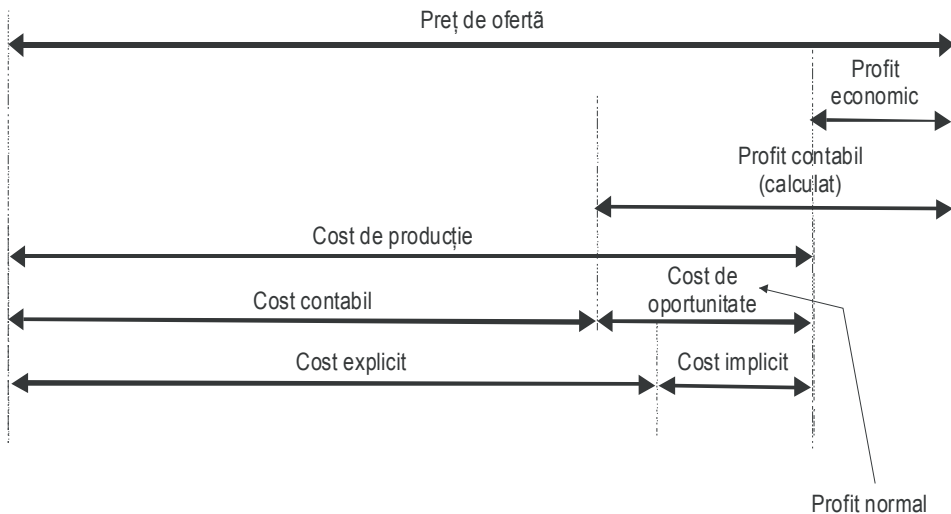 Preț de ofertã
Profit
economic
Profit contabil
(calculat)
Cost de producție
Cost contabil
Cost de
oportunitate
Cost explicit
Cost implicit
Profit normal